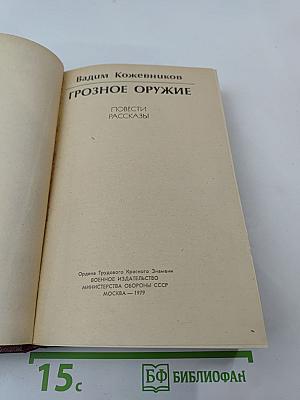 Вадим Кожевников
ГРОЗНОЕ ОРУЖИЕ
ПОВЕСТИ
РАССКАЗЫ
Ордена Трудового Красного Знамени
ВОЕННОЕ ИЗДАТЕЛЬСТВО
МИНИСТЕРСТВА ОБОРОНЫ СССР
МОСКВА — 1979
15с
БФ БИБЛИОФАН